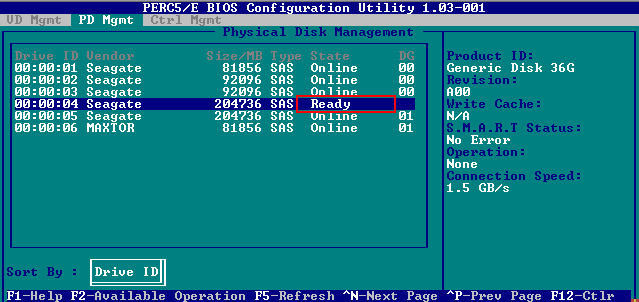 PERC5/E BIOS Configuration Utility 1.03-001
VD Mgmt PD Mgmt Ctrl Mgmt
Physical Disk Management
Drive ID Vendor Size/MB Type State DG
00:00:01 Seagate 81856 SAS Online 00
00:00:02 Seagate 92096 SAS Online 00
00:00:03 Seagate 92096 SAS Online 00
00:00:04 Seagate 204736 SAS Ready
00:00:05 Seagate 204736 SAS Online 01
00:00:06 MAXTOR 81856 SAS Online 01
Product ID:
Generic Disk 36G
Revision:
A00
Write Cache:
N/A
S.M.A.R.T Status:
No Error
Operation:
None
Connection Speed:
1.5 GB/s
Sort By : Drive ID
F1-Help F2-Available Operation F5-Refresh ^N-Next Page ^P-Prev Page F12-Ctlr